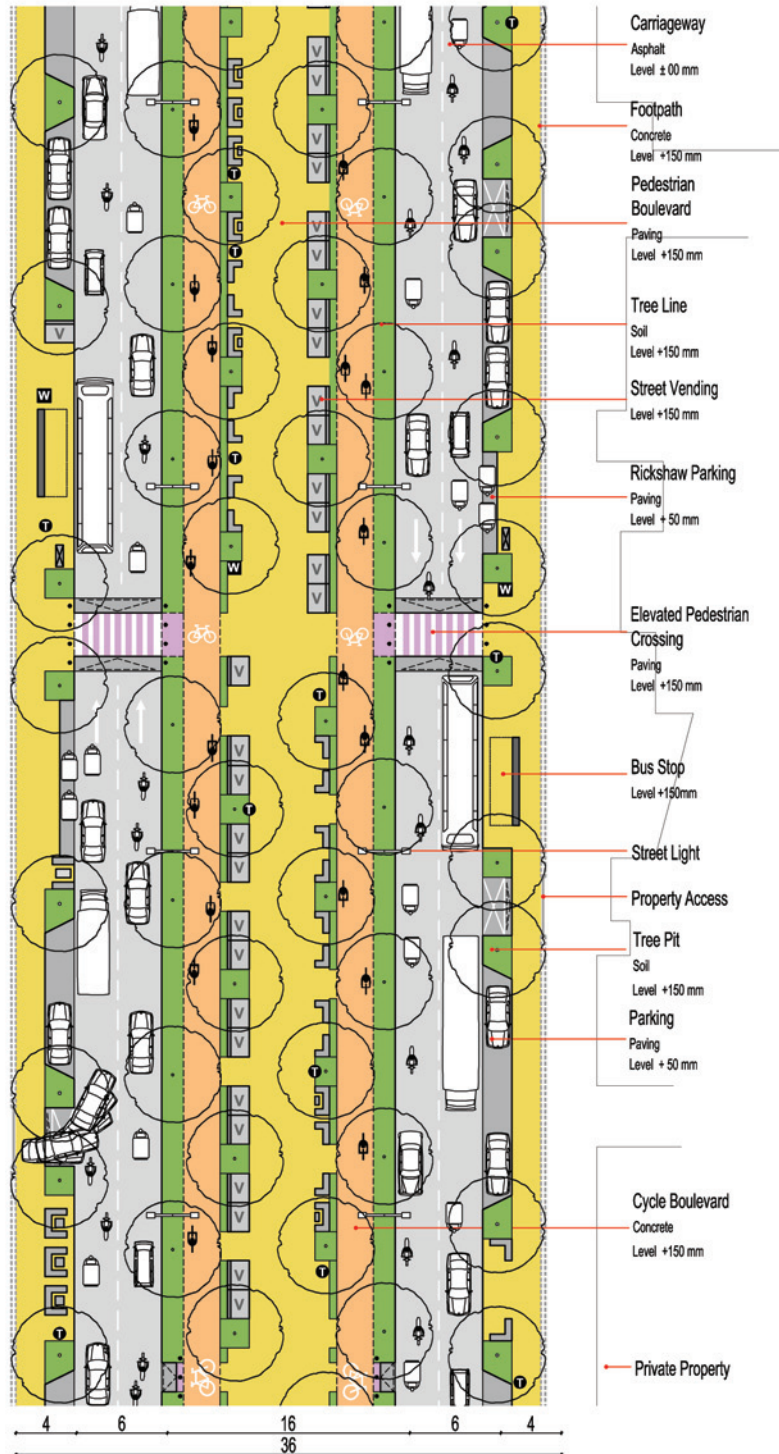 Carriageway
Asphalt
Level ± 00 mm
Footpath
Concrete
Level +150 mm
Pedestrian
Boulevard
Paving
Level +150 mm
Tree Line
Soil
Level +150 mm
Street Vending
Level +150 mm
Rickshaw Parking
Paving
Level + 50 mm
Elevated Pedestrian
Crossing
Paving
Level +150 mm
Bus Stop
Level +150mm
Street Light
Property Access
Tree Pit
Soil
Level +150 mm
Parking
Paving
Level + 50 mm
Cycle Boulevard
Concrete
Level +150 mm
Private Property
T
V
V
V
V
T
V
V
T
V
V
V
V
W
V
V
T
V
V
T
V
V
W
W
V
T
T
V
V
T
V
V
V
V
T
V
V
V
V
T
T
T
4 6 16 6 4
36